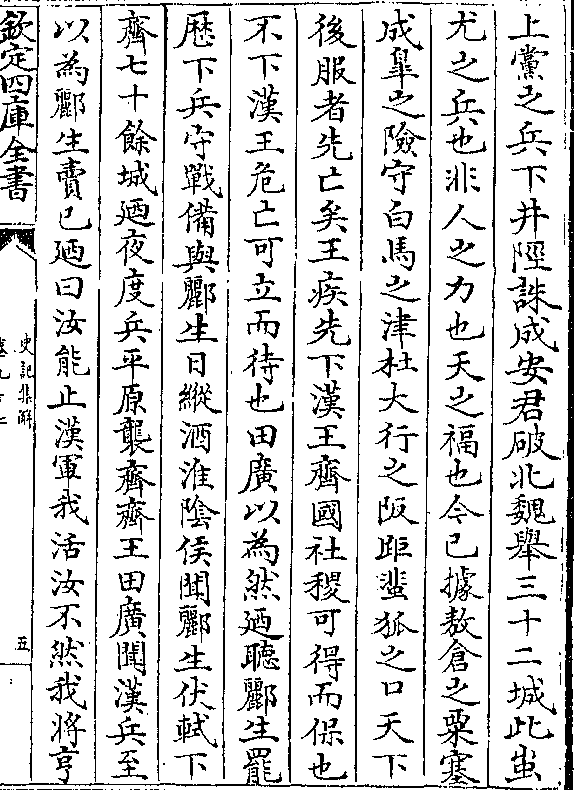 上黨之兵下井陘誅成安君破北魏舉三十二城此蚩
尤之兵也非人之力也天之福也今已據敖倉之粟塞
成臯之險守白馬之津杜大行之阪距蜚狐之口天下
後服者先亡矣王疾先下漢王齊國社稷可得而保也
不下漢王危亡可立而待也田廣以為然廼聽酈生罷
歴下兵守戰備與酈生日縱酒淮陰侯聞酈生伏軾下
齊七十餘城廼夜度兵平原襲齊齊王田廣聞漢兵至
以為酈生賣已廼曰汝能止漢軍我活汝不然我將亨
欽定四庫全書
史記集解
卷九十七
五